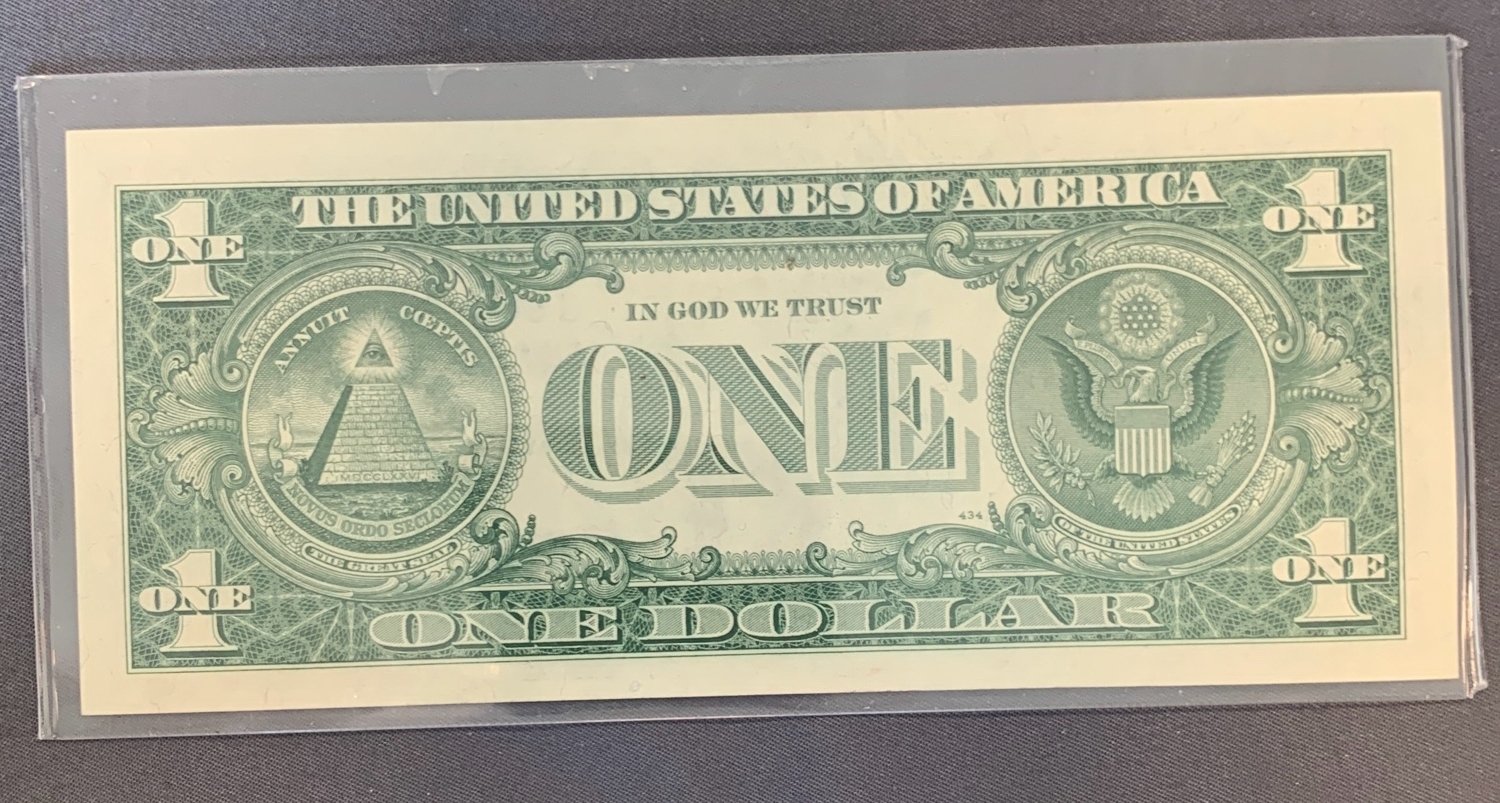 THE UNITED STATES OF AMERICA
1
ONE
1
ONE
IN GOD WE TRUST
ANNUIT CŒPTIS
ONE
NOVUS ORDO SECLORUM
THE GREAT SEAL
434
OF THE UNITED STATES
1
ONE
1
ONE
ONE DOLLAR